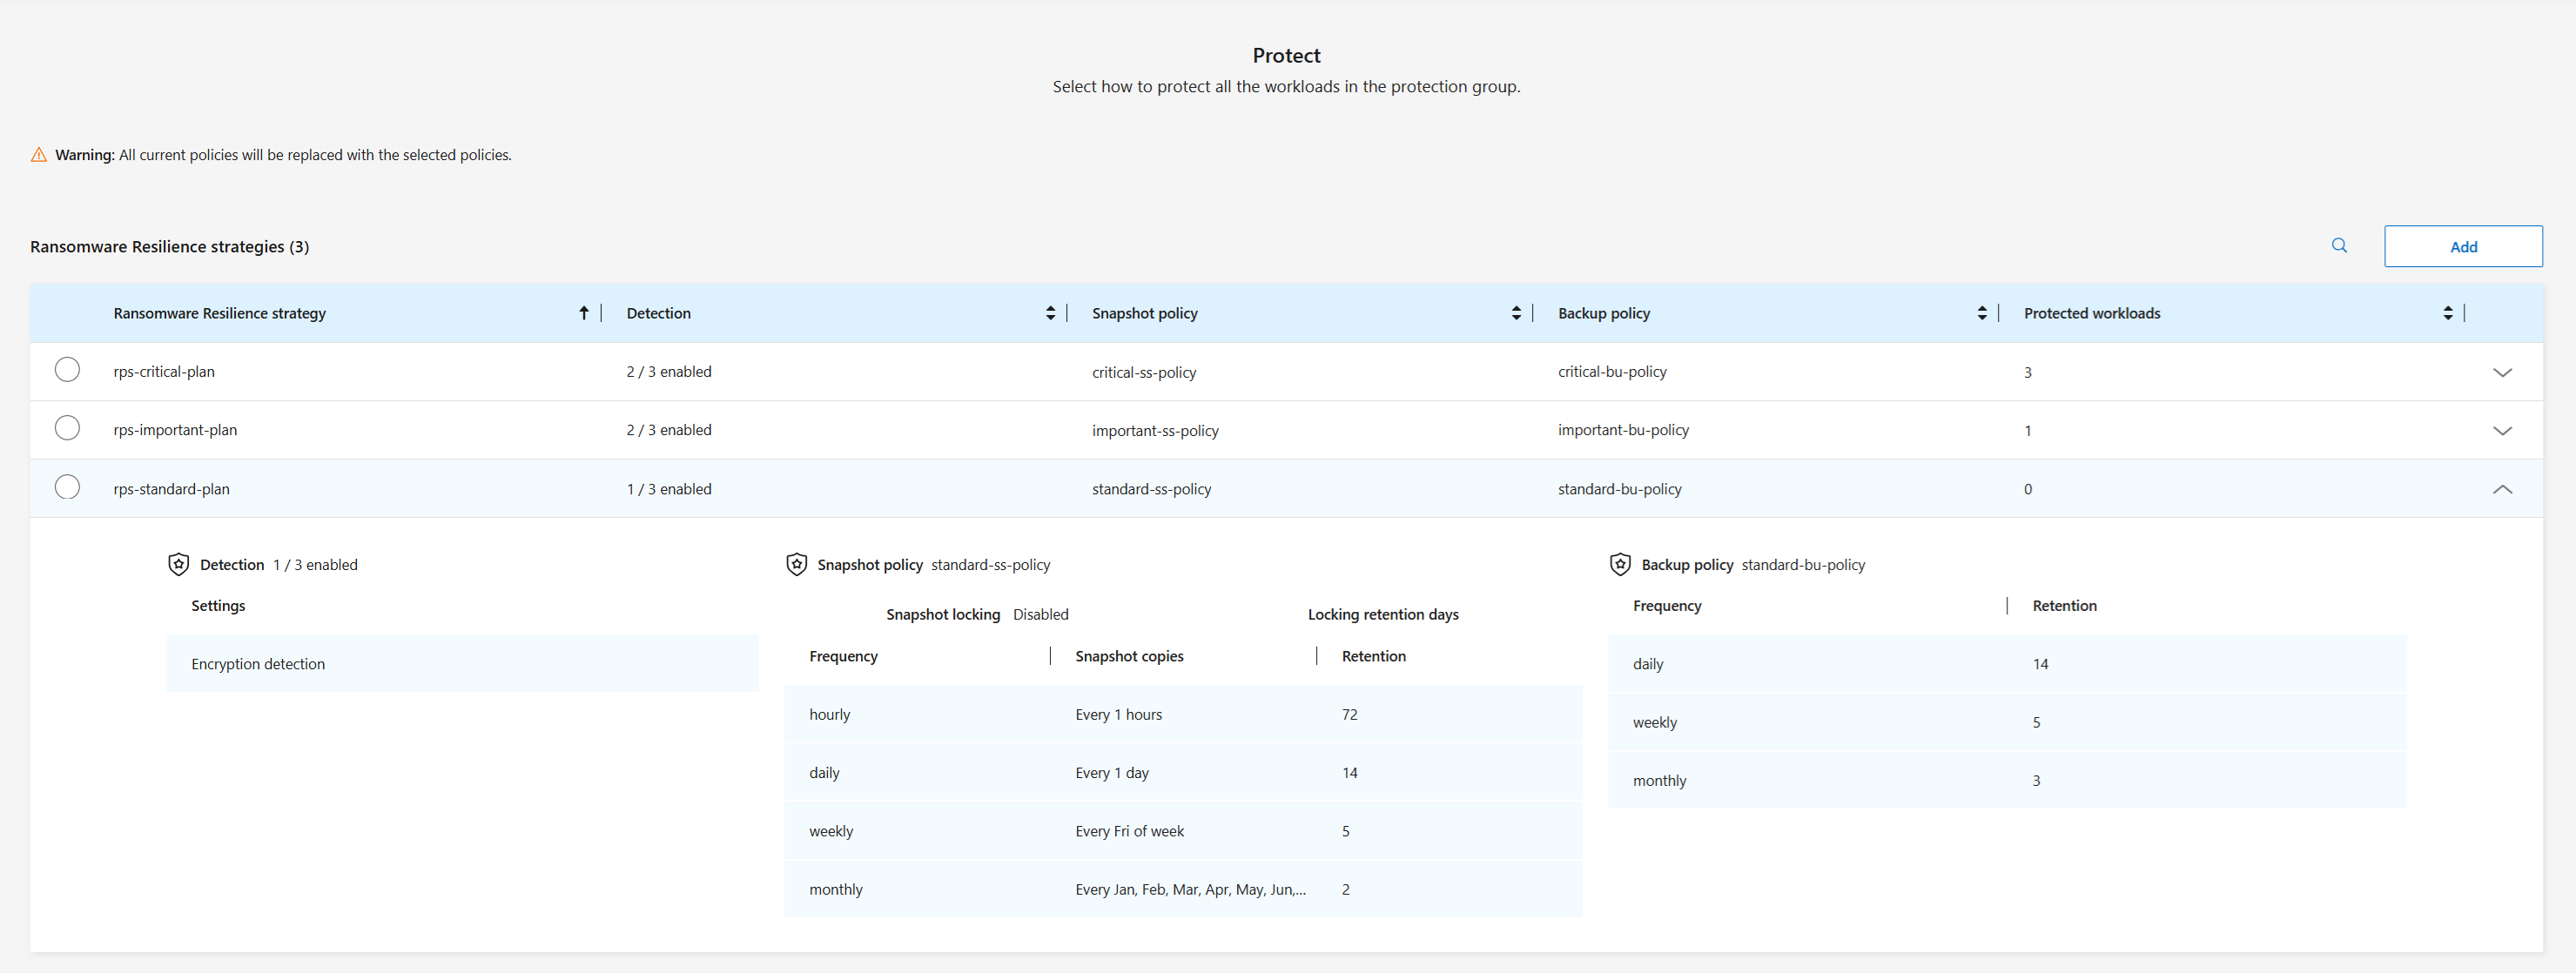 Protect
Select how to protect all the workloads in the protection group.
Warning: All current policies will be replaced with the selected policies.
Ransomware Resilience strategies (3)
Add
Ransomware Resilience strategy Detection Snapshot policy Backup policy Protected workloads
rps-critical-plan 2 / 3 enabled critical-ss-policy critical-bu-policy 3
rps-important-plan 2 / 3 enabled important-ss-policy important-bu-policy 1
rps-standard-plan 1 / 3 enabled standard-ss-policy standard-bu-policy 0
Detection 1 / 3 enabled
Settings
Encryption detection
Snapshot policy standard-ss-policy
Snapshot locking Disabled Locking retention days
Frequency Snapshot copies Retention
hourly Every 1 hours 72
daily Every 1 day 14
weekly Every Fri of week 5
monthly Every Jan, Feb, Mar, Apr, May, Jun,... 2
Backup policy standard-bu-policy
Frequency Retention
daily 14
weekly 5
monthly 3